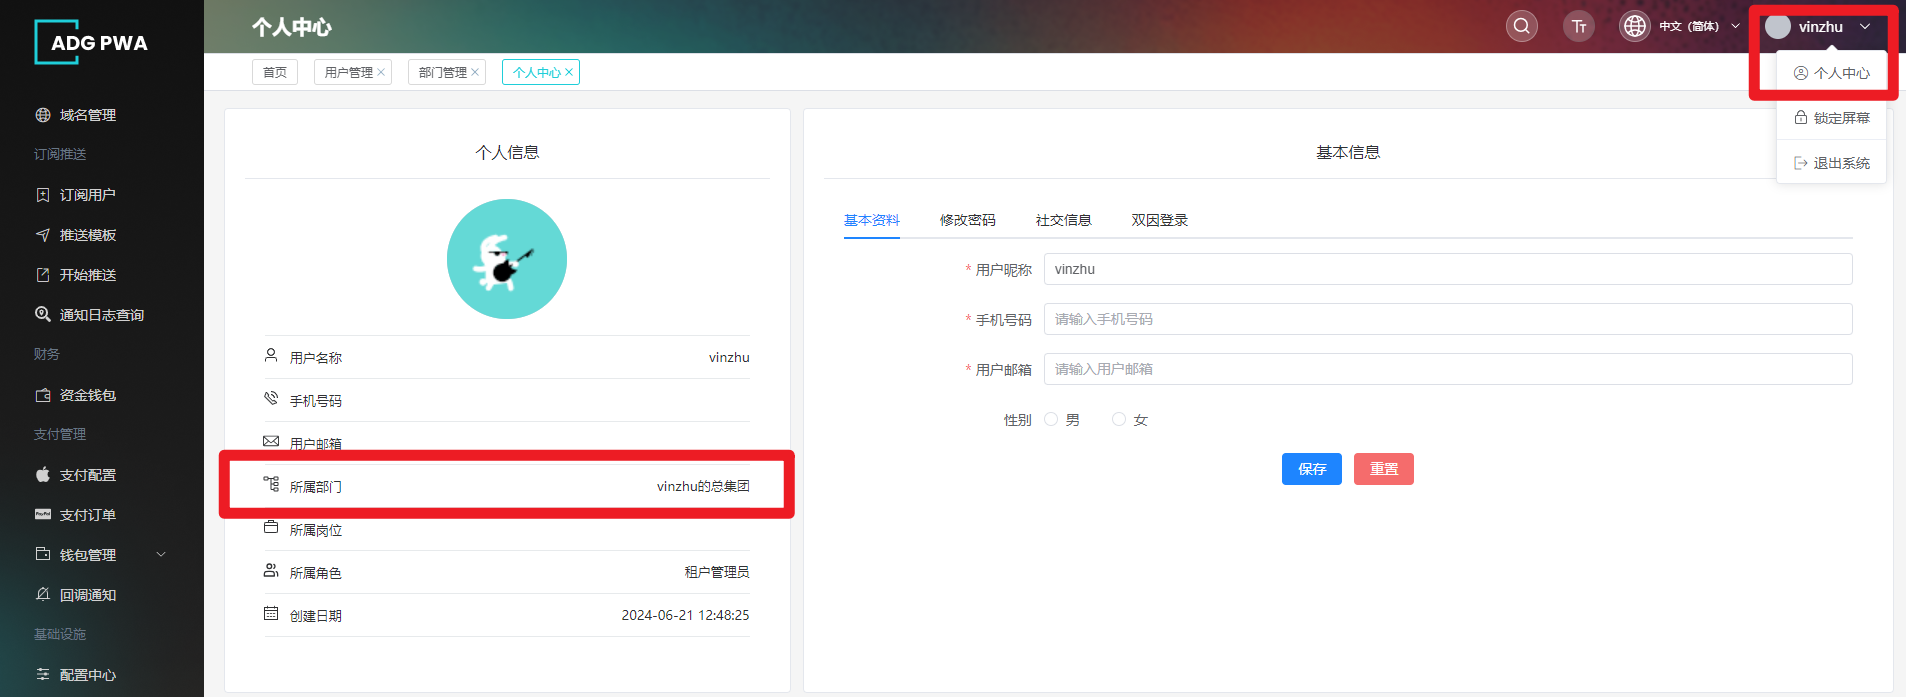 ADG PWA
域名管理
订阅推送
订阅用户
推送模板
开始推送
通知日志查询
财务
资金钱包
支付管理
支付配置
PayPal 支付订单
钱包管理
回调通知
基础设施
配置中心
个人中心
Tт 中文（简体） vinzhu
首页 用户管理 部门管理 个人中心
个人中心
锁定屏幕
退出系统
个人信息
用户名称 vinzhu
手机号码
用户邮箱
所属部门 vinzhu的总集团
所属岗位
所属角色 租户管理员
创建日期 2024-06-21 12:48:25
基本信息
基本资料 修改密码 社交信息 双因登录
* 用户昵称 vinzhu
* 手机号码 请输入手机号码
* 用户邮箱 请输入用户邮箱
性别 男 女
保存 重置